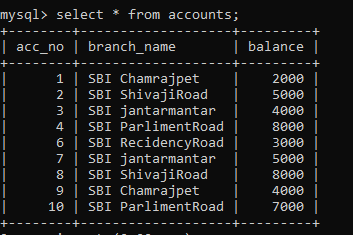 mysql> select * from accounts;
+--------+-------------------+---------+
| acc_no | branch_name       | balance |
+--------+-------------------+---------+
|      1 | SBI Chamrajpet    |    2000 |
|      2 | SBI ShivajiRoad   |    5000 |
|      3 | SBI jantarmantar  |    4000 |
|      4 | SBI ParlimentRoad |    8000 |
|      6 | SBI RecidencyRoad |    3000 |
|      7 | SBI jantarmantar  |    5000 |
|      8 | SBI ShivajiRoad   |    8000 |
|      9 | SBI Chamrajpet    |    4000 |
|     10 | SBI ParlimentRoad |    7000 |
+--------+-------------------+---------+